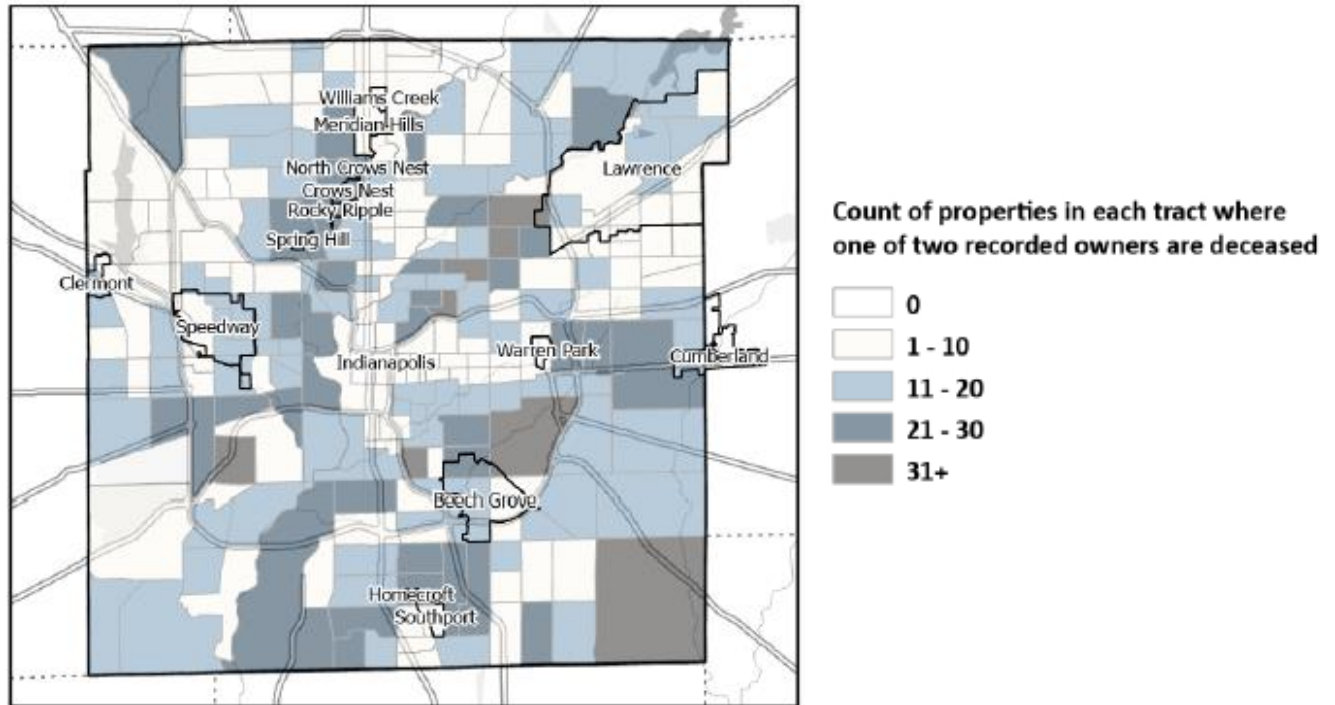 Williams Creek
Meridian Hills
North Crows Nest
Crows Nest
Rocky Ripple
Spring Hill
Lawrence
Clermont
Speedway
Indianapolis
Warren Park
Cumberland
Beech Grove
Homecroft
Southport
Count of properties in each tract where
one of two recorded owners are deceased
0
1 - 10
11 - 20
21 - 30
31+